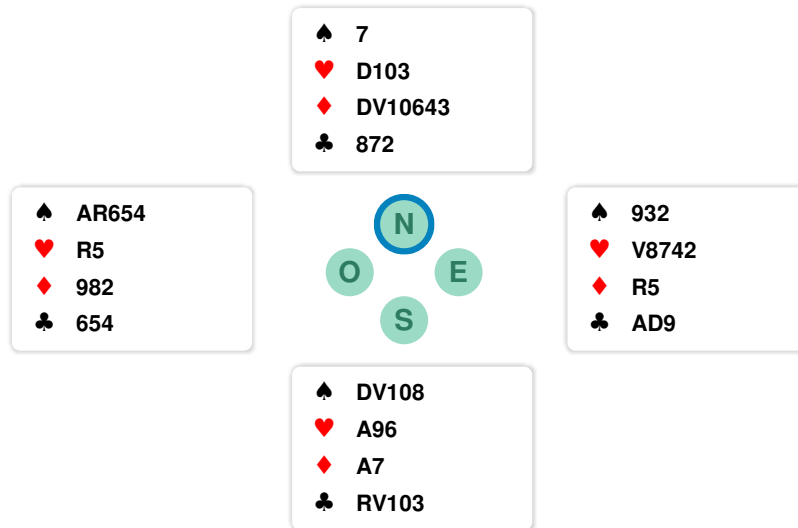 ♠ 7
♥ D103
♦ DV10643
♣ 872
♠ AR654
♥ R5
♦ 982
♣ 654
N
O E
S
♠ 932
♥ V8742
♦ R5
♣ AD9
♠ DV108
♥ A96
♦ A7
♣ RV103